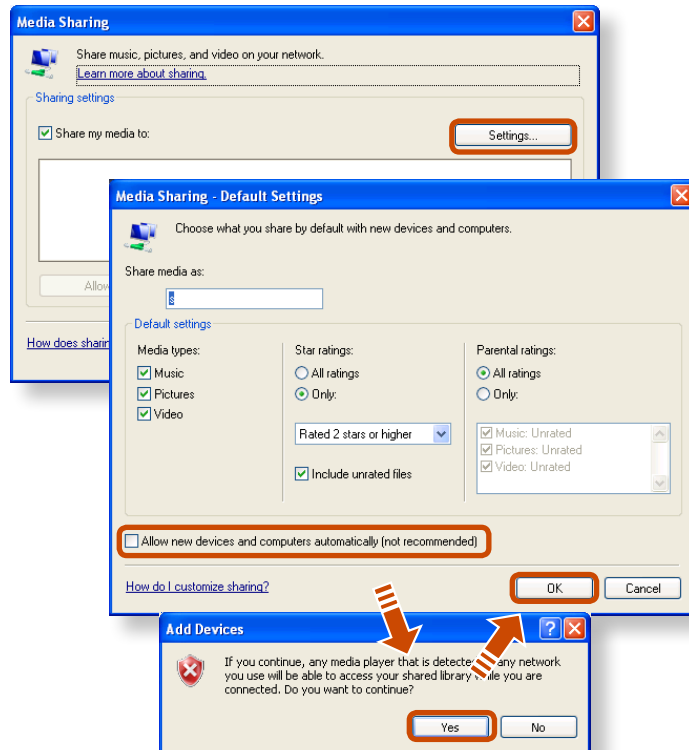 Media Sharing
Share music, pictures, and video on your network.
Learn more about sharing.
Sharing settings
Share my media to:
Settings...
Allow
How does sharin
Media Sharing - Default Settings
Choose what you share by default with new devices and computers.
Share media as:
s
Default settings
Media types:
Music
Pictures
Video
Star ratings:
All ratings
Only:
Rated 2 stars or higher
Include unrated files
Parental ratings:
All ratings
Only:
Music: Unrated
Pictures: Unrated
Video: Unrated
Allow new devices and computers automatically (not recommended)
How do I customize sharing?
OK
Cancel
Add Devices
If you continue, any media player that is detecte any network
you use will be able to access your shared library while you are
connected. Do you want to continue?
Yes
No